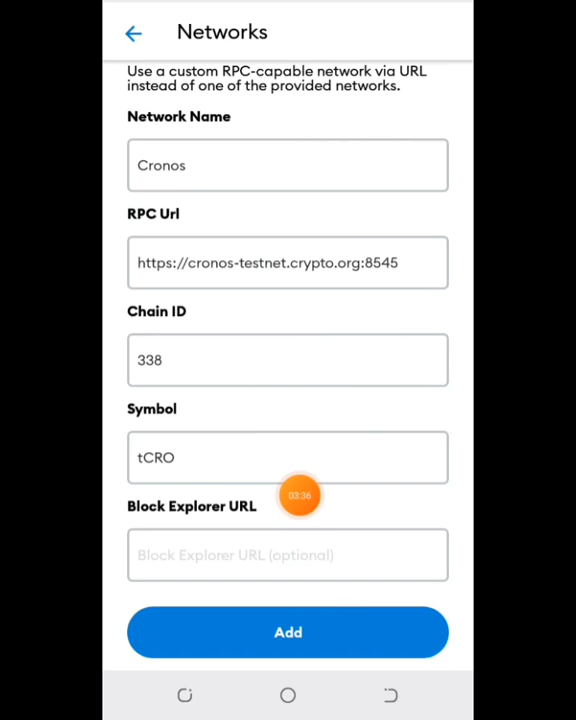 Networks
Use a custom RPC-capable network via URL
instead of one of the provided networks.
Network Name
Cronos
RPC Url
https://cronos-testnet.crypto.org:8545
Chain ID
338
Symbol
tCRO
03:36
Block Explorer URL
Block Explorer URL (optional)
Add